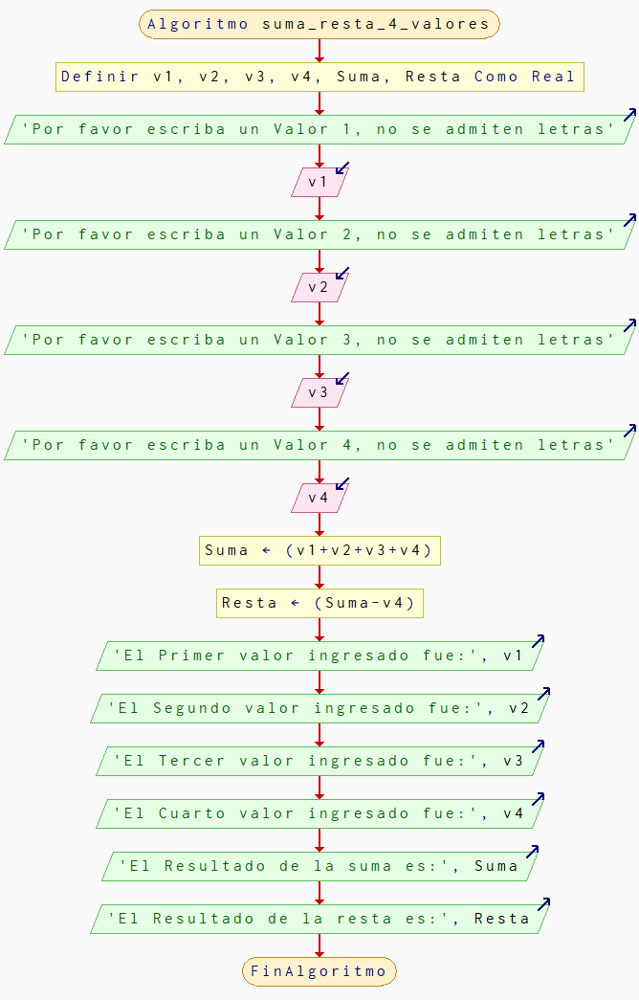 Algoritmo suma_resta_4_valores
Definir v1, v2, v3, v4, Suma, Resta Como Real
'Por favor escriba un Valor 1, no se admiten letras'
v1
'Por favor escriba un Valor 2, no se admiten letras'
v2
'Por favor escriba un Valor 3, no se admiten letras'
v3
'Por favor escriba un Valor 4, no se admiten letras'
v4
Suma ← (v1+v2+v3+v4)
Resta ← (Suma-v4)
'El Primer valor ingresado fue:', v1
'El Segundo valor ingresado fue:', v2
'El Tercer valor ingresado fue:', v3
'El Cuarto valor ingresado fue:', v4
'El Resultado de la suma es:', Suma
'El Resultado de la resta es:', Resta
FinAlgoritmo